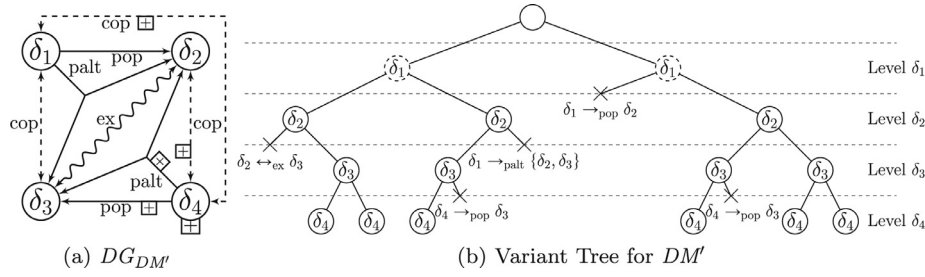 cop ⊞
δ₁ δ₂
pop
palt
cop ex cop
⊞
⊠
palt
δ₃ δ₄
pop ⊞
⊞
(a) DG_DM′
δ₁ δ₁ Level δ₁
δ₁ →pop δ₂
δ₂ δ₂ δ₂ Level δ₂
δ₂ ↔ex δ₃ δ₁ →palt {δ₂, δ₃}
δ₃ δ₃ δ₃ δ₃ Level δ₃
δ₄ →pop δ₃ δ₄ →pop δ₃
δ₄ δ₄ δ₄ δ₄ δ₄ δ₄ Level δ₄
(b) Variant Tree for DM′